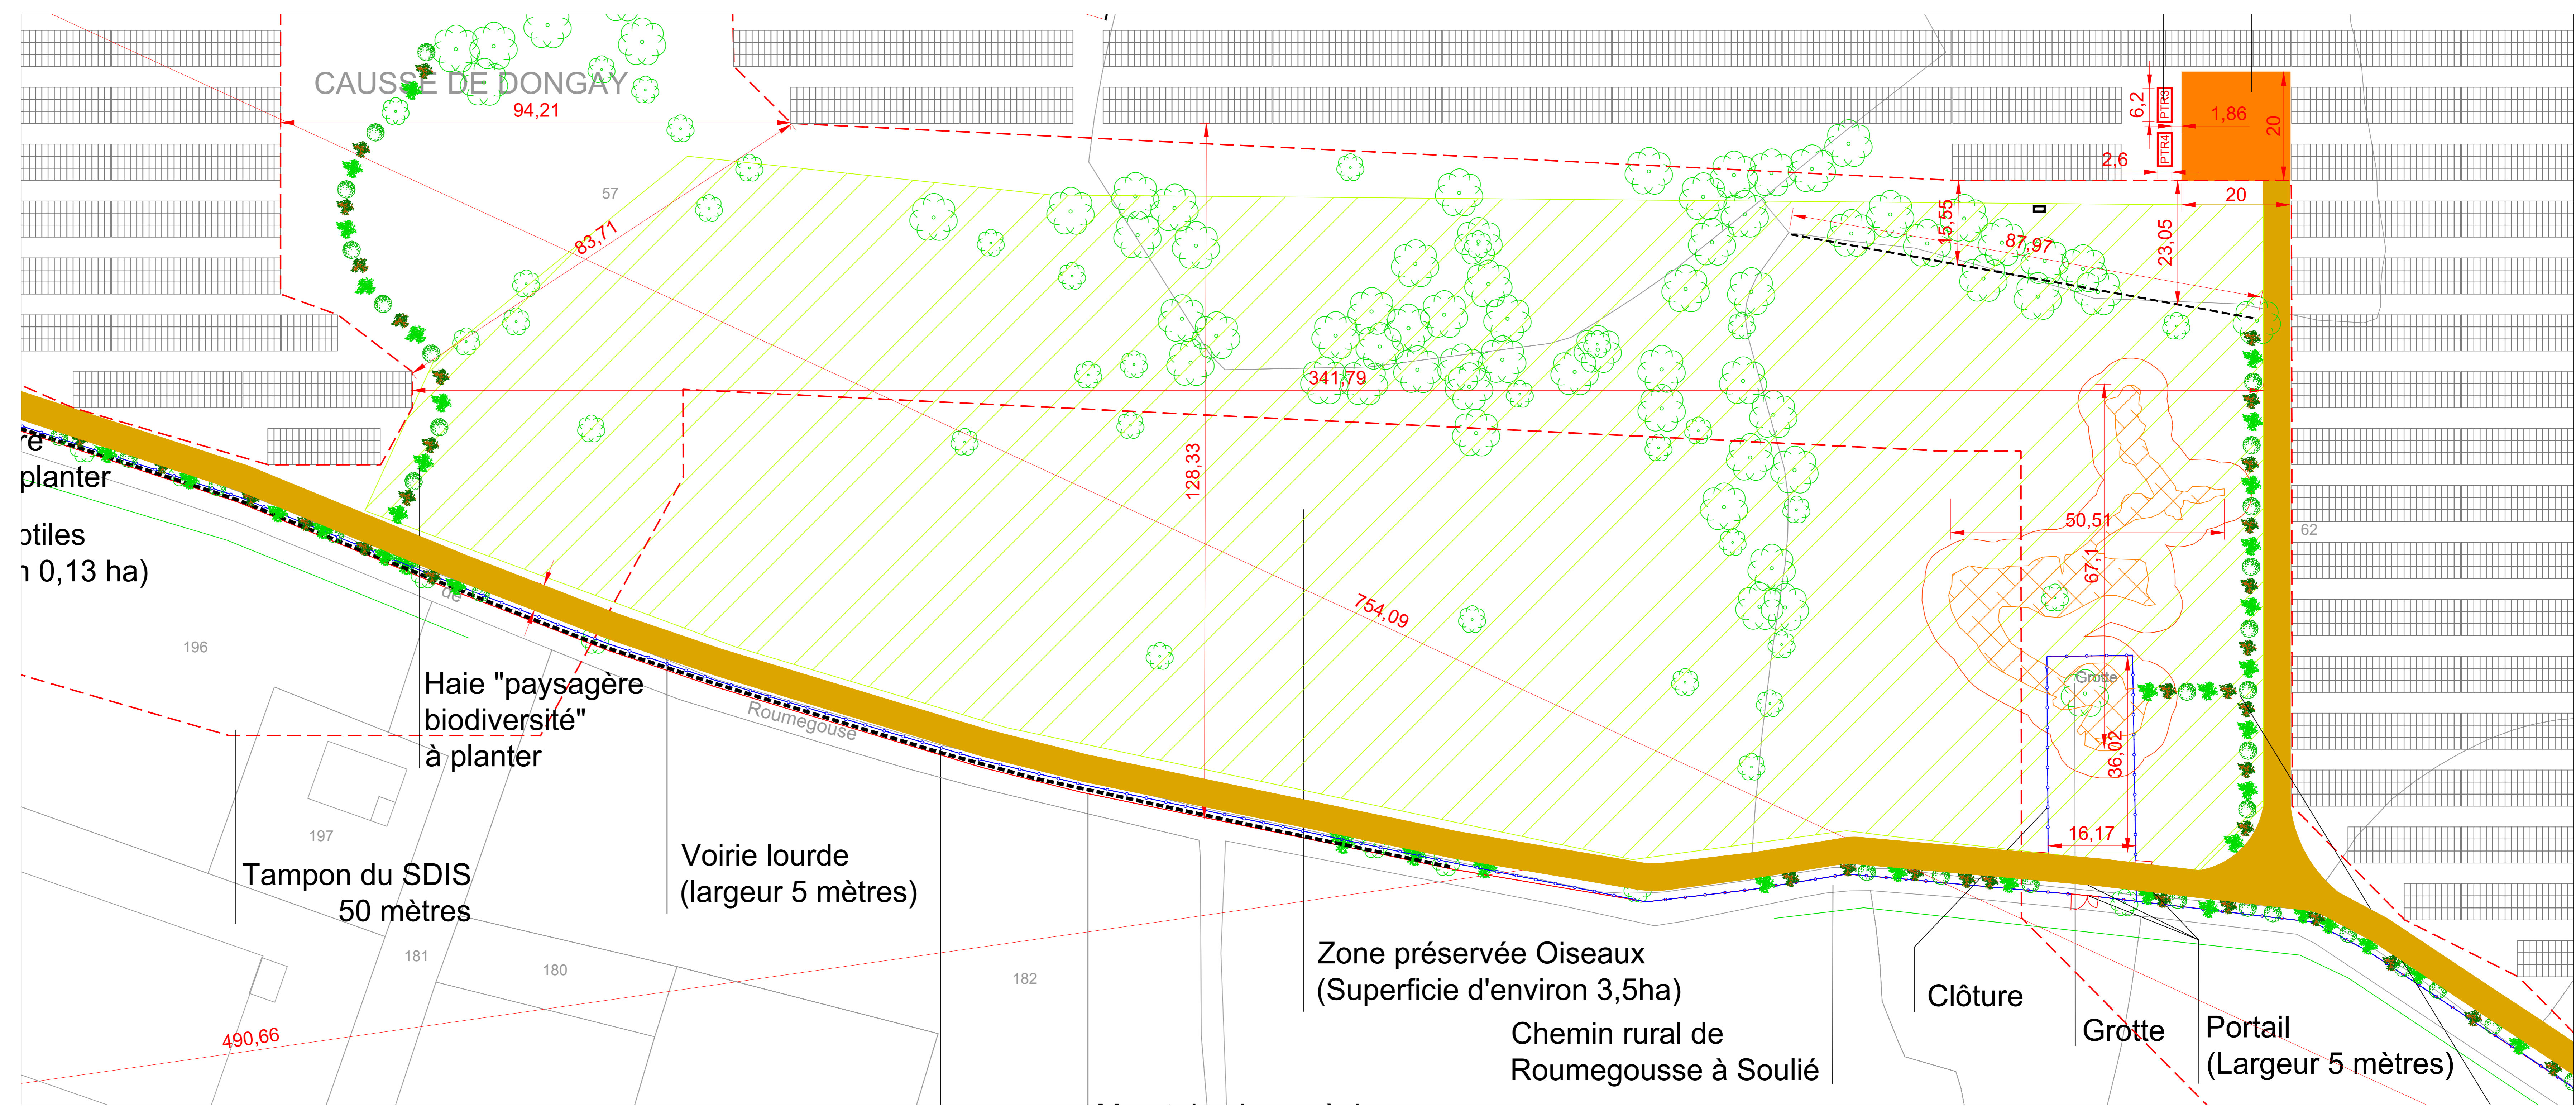 CAUSSE DE DONGAY
94,21
83,71
57
6,2
PTR3
PTR4
1,86
20
2,6
20
15,55
87,97
23,05
341,79
128,33
754,09
50,51
67,1
62
Grotte
36,02
16,17
re
planter
ptiles
n 0,13 ha)
de
Roumegouse
196
197
181
180
182
490,66
Haie "paysagère
biodiversité"
à planter
Tampon du SDIS
50 mètres
Voirie lourde
(largeur 5 mètres)
Zone préservée Oiseaux
(Superficie d'environ 3,5ha)
Chemin rural de
Roumegousse à Soulié
Clôture
Grotte
Portail
(Largeur 5 mètres)